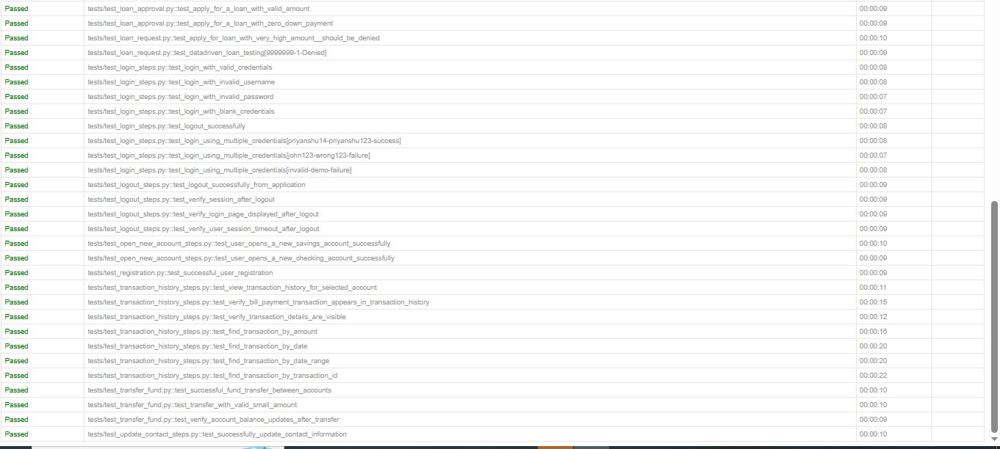 Passed tests/test_loan_approval.py::test_apply_for_a_loan_with_valid_amount 00:00:09
Passed tests/test_loan_approval.py::test_apply_for_a_loan_with_zero_down_payment 00:00:09
Passed tests/test_loan_request.py::test_apply_for_loan_with_very_high_amount__should_be_denied 00:00:10
Passed tests/test_loan_request.py::test_datadriven_loan_testing[9999999-1-Denied] 00:00:09
Passed tests/test_login_steps.py::test_login_with_valid_credentials 00:00:08
Passed tests/test_login_steps.py::test_login_with_invalid_username 00:00:08
Passed tests/test_login_steps.py::test_login_with_invalid_password 00:00:07
Passed tests/test_login_steps.py::test_login_with_blank_credentials 00:00:07
Passed tests/test_login_steps.py::test_logout_successfully 00:00:08
Passed tests/test_login_steps.py::test_login_using_multiple_credentials[priyanshu14-priyanshu123-success] 00:00:08
Passed tests/test_login_steps.py::test_login_using_multiple_credentials[john123-wrong123-failure] 00:00:07
Passed tests/test_login_steps.py::test_login_using_multiple_credentials[invalid-demo-failure] 00:00:08
Passed tests/test_logout_steps.py::test_logout_successfully_from_application 00:00:09
Passed tests/test_logout_steps.py::test_verify_session_after_logout 00:00:09
Passed tests/test_logout_steps.py::test_verify_login_page_displayed_after_logout 00:00:09
Passed tests/test_logout_steps.py::test_verify_user_session_timeout_after_logout 00:00:09
Passed tests/test_open_new_account_steps.py::test_user_opens_a_new_savings_account_successfully 00:00:10
Passed tests/test_open_new_account_steps.py::test_user_opens_a_new_checking_account_successfully 00:00:09
Passed tests/test_registration.py::test_successful_user_registration 00:00:09
Passed tests/test_transaction_history_steps.py::test_view_transaction_history_for_selected_account 00:00:11
Passed tests/test_transaction_history_steps.py::test_verify_bill_payment_transaction_appears_in_transaction_history 00:00:15
Passed tests/test_transaction_history_steps.py::test_verify_transaction_details_are_visible 00:00:12
Passed tests/test_transaction_history_steps.py::test_find_transaction_by_amount 00:00:16
Passed tests/test_transaction_history_steps.py::test_find_transaction_by_date 00:00:20
Passed tests/test_transaction_history_steps.py::test_find_transaction_by_date_range 00:00:20
Passed tests/test_transaction_history_steps.py::test_find_transaction_by_transaction_id 00:00:22
Passed tests/test_transfer_fund.py::test_successful_fund_transfer_between_accounts 00:00:10
Passed tests/test_transfer_fund.py::test_transfer_with_valid_small_amount 00:00:10
Passed tests/test_transfer_fund.py::test_verify_account_balance_updates_after_transfer 00:00:09
Passed tests/test_update_contact_steps.py::test_successfully_update_contact_information 00:00:10